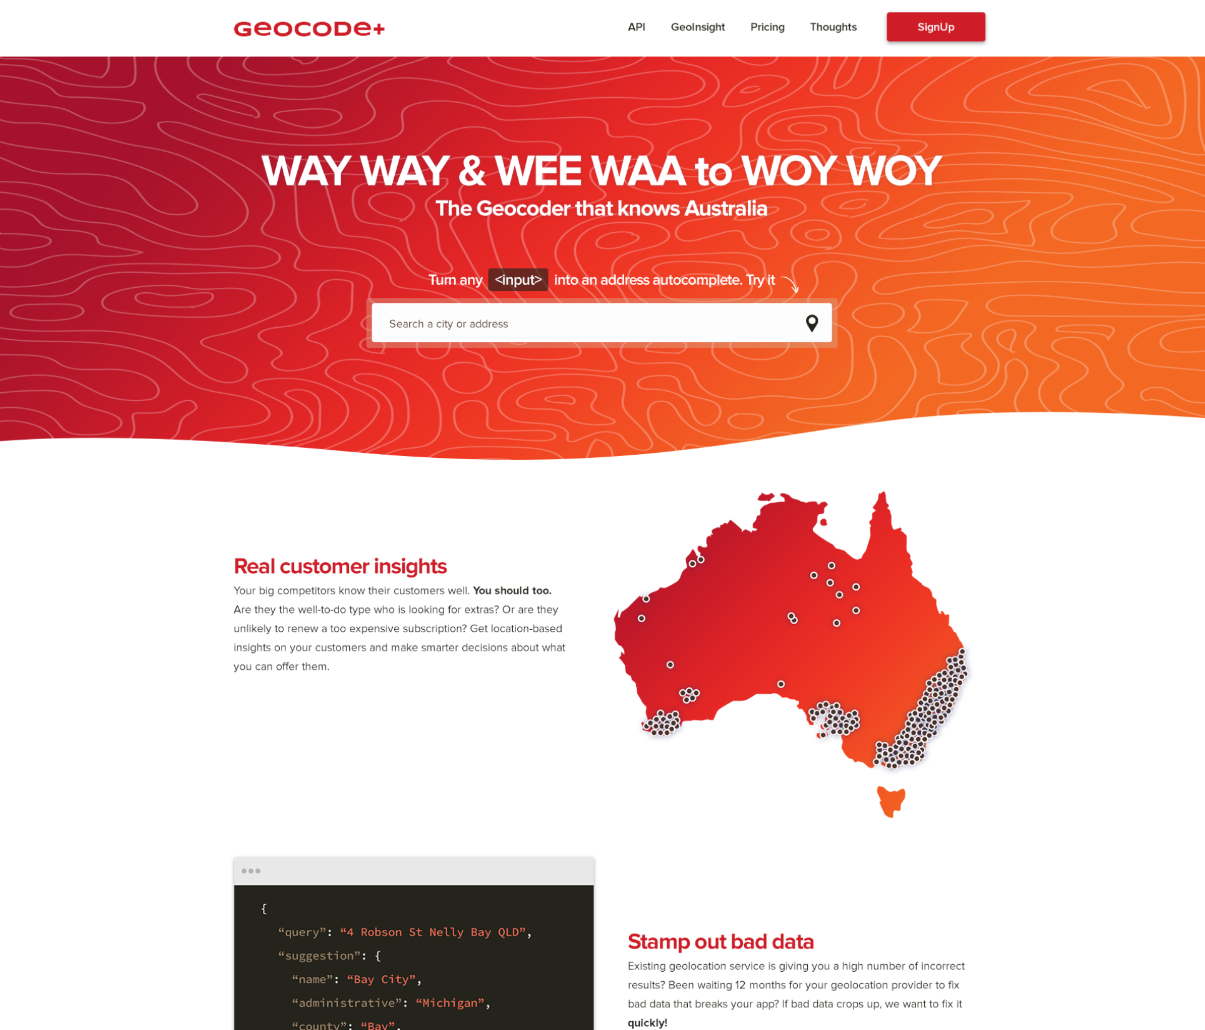 GEOCODE+
API GeoInsight Pricing Thoughts SignUp
WAY WAY & WEE WAA to WOY WOY
The Geocoder that knows Australia
Turn any <input> into an address autocomplete. Try it
Search a city or address
Real customer insights
Your big competitors know their customers well. You should too.
Are they the well-to-do type who is looking for extras? Or are they
unlikely to renew a too expensive subscription? Get location-based
insights on your customers and make smarter decisions about what
you can offer them.
{
“query”: “4 Robson St Nelly Bay QLD”,
“suggestion”: {
“name”: “Bay City”,
“administrative”: “Michigan”,
“county”: “Bay”,
Stamp out bad data
Existing geolocation service is giving you a high number of incorrect
results? Been waiting 12 months for your geolocation provider to fix
bad data that breaks your app? If bad data crops up, we want to fix it
quickly!